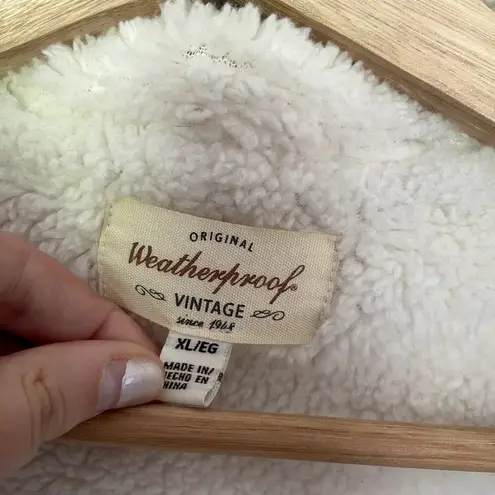 ORIGINAL
Weatherproof®
VINTAGE
since 1948
XL/EG
MADE IN/
HECHO EN
CHINA